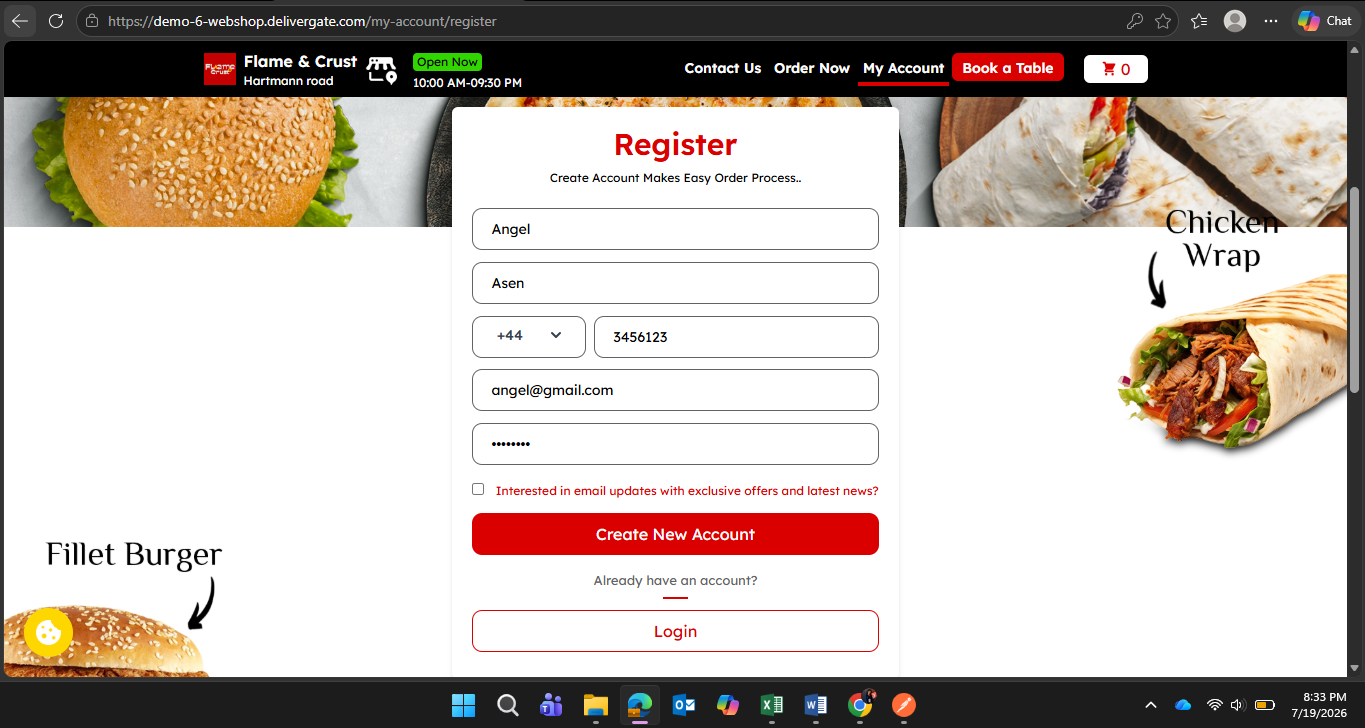 https://demo-6-webshop.delivergate.com/my-account/register
Chat
FLAME
CRUST
Flame & Crust
Hartmann road
Open Now
10:00 AM-09:30 PM
Contact Us
Order Now
My Account
Book a Table
0
Register
Create Account Makes Easy Order Process..
Angel
Asen
+44
3456123
angel@gmail.com
••••••••
Interested in email updates with exclusive offers and latest news?
Create New Account
Already have an account?
Login
Chicken
Wrap
Fillet Burger
8:33 PM
7/19/2026